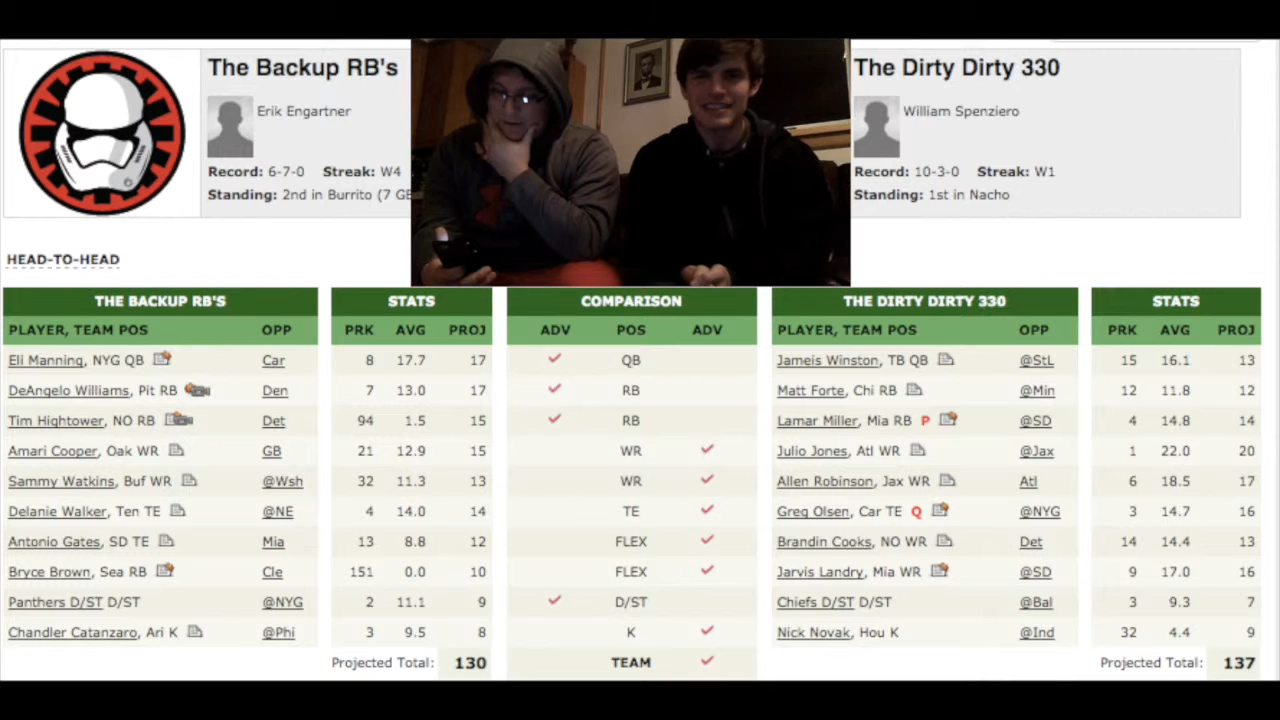 The Backup RB's
Erik Engartner
Record: 6-7-0 Streak: W4
Standing: 2nd in Burrito (7 GB
The Dirty Dirty 330
William Spenziero
Record: 10-3-0 Streak: W1
Standing: 1st in Nacho
HEAD-TO-HEAD
THE BACKUP RB'S STATS COMPARISON THE DIRTY DIRTY 330 STATS
PLAYER, TEAM POS OPP PRK AVG PROJ ADV POS ADV PLAYER, TEAM POS OPP PRK AVG PROJ
Eli Manning, NYG QB Car 8 17.7 17 QB Jameis Winston, TB QB @StL 15 16.1 13
DeAngelo Williams, Pit RB Den 7 13.0 17 RB Matt Forte, Chi RB @Min 12 11.8 12
Tim Hightower, NO RB Det 94 1.5 15 RB Lamar Miller, Mia RB P @SD 4 14.8 14
Amari Cooper, Oak WR GB 21 12.9 15 WR Julio Jones, Atl WR @Jax 1 22.0 20
Sammy Watkins, Buf WR @Wsh 32 11.3 13 WR Allen Robinson, Jax WR Atl 6 18.5 17
Delanie Walker, Ten TE @NE 4 14.0 14 TE Greg Olsen, Car TE Q @NYG 3 14.7 16
Antonio Gates, SD TE Mia 13 8.8 12 FLEX Brandin Cooks, NO WR Det 14 14.4 13
Bryce Brown, Sea RB Cle 151 0.0 10 FLEX Jarvis Landry, Mia WR @SD 9 17.0 16
Panthers D/ST D/ST @NYG 2 11.1 9 D/ST Chiefs D/ST D/ST @Bal 3 9.3 7
Chandler Catanzaro, Ari K @Phi 3 9.5 8 K Nick Novak, Hou K @Ind 32 4.4 9
Projected Total: 130 TEAM Projected Total: 137